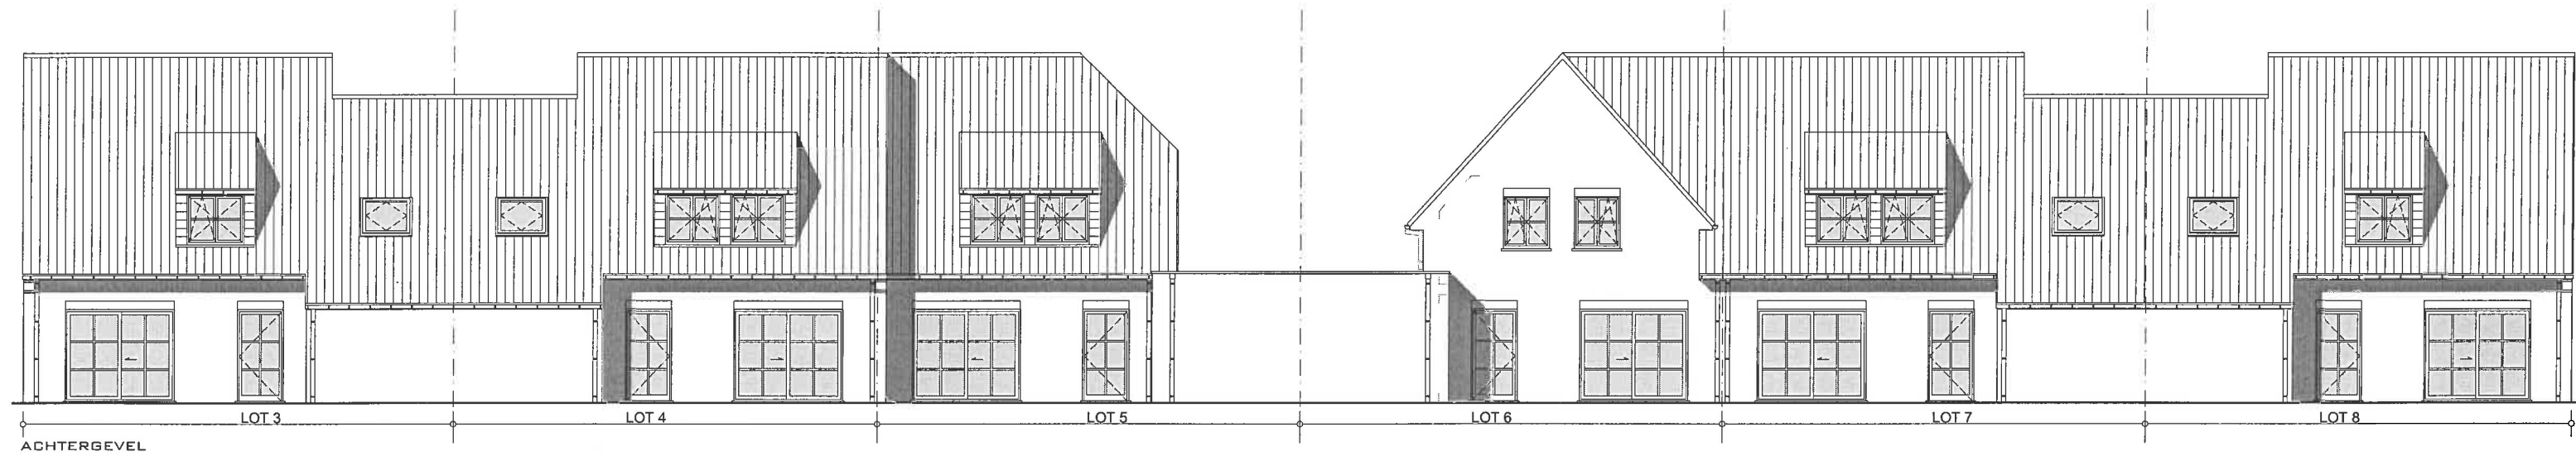 LOT 3 LOT 4 LOT 5 LOT 6 LOT 7 LOT 8
ACHTERGEVEL